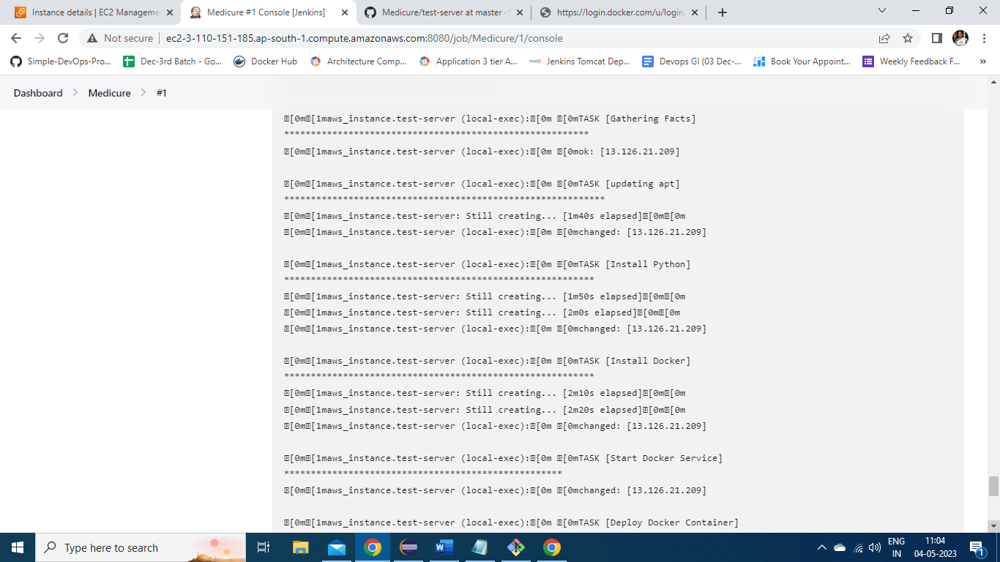 Instance details | EC2 Manageme
Medicure #1 Console [Jenkins]
Medicure/test-server at master ·
https://login.docker.com/u/login
Not secure
ec2-3-110-151-185.ap-south-1.compute.amazonaws.com:8080/job/Medicure/1/console
Simple-DevOps-Pro...
Dec-3rd Batch - Go...
Docker Hub
Architecture Comp...
Application 3 tier A...
Jenkins Tomcat Dep...
Devops GI (03 Dec-...
Book Your Appoint...
Weekly Feedback F...
»
Dashboard
Medicure
#1
[0m[1maws_instance.test-server (local-exec):[0m [0mTASK [Gathering Facts]
*********************************************************
[0m[1maws_instance.test-server (local-exec):[0m [0mok: [13.126.21.209]
[0m[1maws_instance.test-server (local-exec):[0m [0mTASK [updating apt]
************************************************************
[0m[1maws_instance.test-server: Still creating... [1m40s elapsed][0m[0m
[0m[1maws_instance.test-server (local-exec):[0m [0mchanged: [13.126.21.209]
[0m[1maws_instance.test-server (local-exec):[0m [0mTASK [Install Python]
**********************************************************
[0m[1maws_instance.test-server: Still creating... [1m50s elapsed][0m[0m
[0m[1maws_instance.test-server: Still creating... [2m0s elapsed][0m[0m
[0m[1maws_instance.test-server (local-exec):[0m [0mchanged: [13.126.21.209]
[0m[1maws_instance.test-server (local-exec):[0m [0mTASK [Install Docker]
**********************************************************
[0m[1maws_instance.test-server: Still creating... [2m10s elapsed][0m[0m
[0m[1maws_instance.test-server: Still creating... [2m20s elapsed][0m[0m
[0m[1maws_instance.test-server (local-exec):[0m [0mchanged: [13.126.21.209]
[0m[1maws_instance.test-server (local-exec):[0m [0mTASK [Start Docker Service]
****************************************************
[0m[1maws_instance.test-server (local-exec):[0m [0mchanged: [13.126.21.209]
[0m[1maws_instance.test-server (local-exec):[0m [0mTASK [Deploy Docker Container]
Type here to search
ENG
IN
11:04
04-05-2023
1